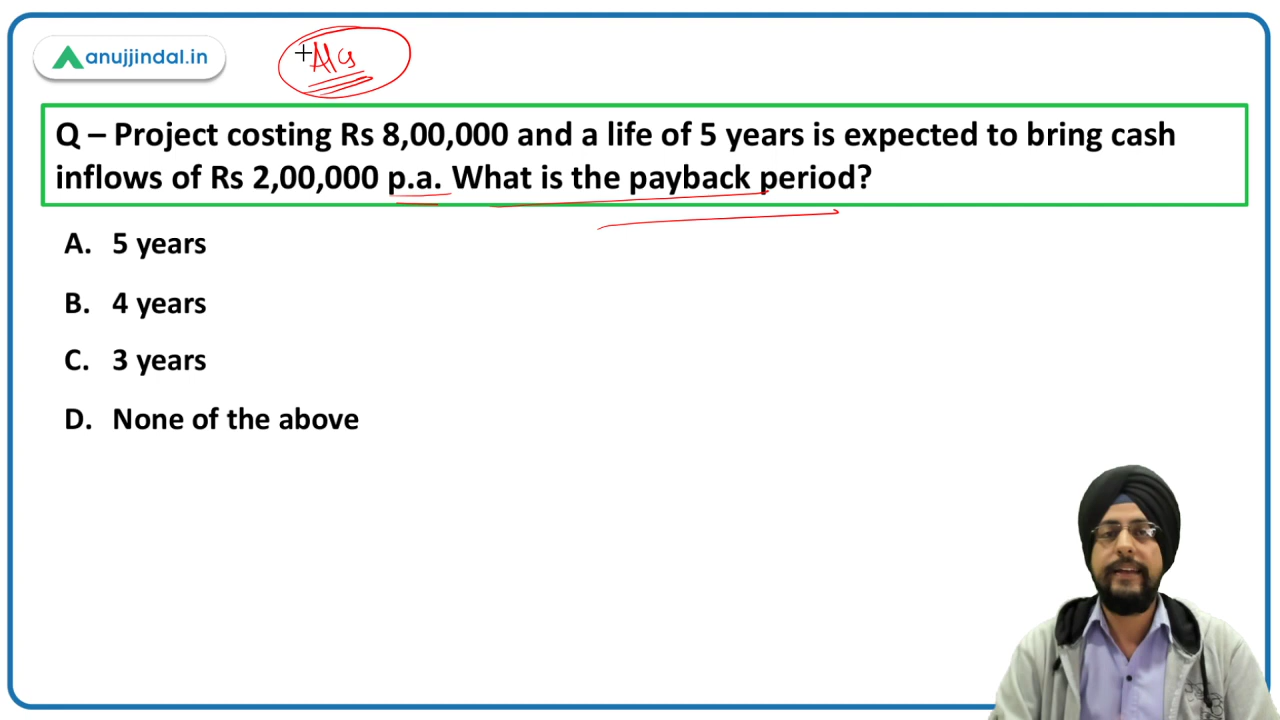 anujjindal.in
Q – Project costing Rs 8,00,000 and a life of 5 years is expected to bring cash
inflows of Rs 2,00,000 p.a. What is the payback period?
A. 5 years
B. 4 years
C. 3 years
D. None of the above